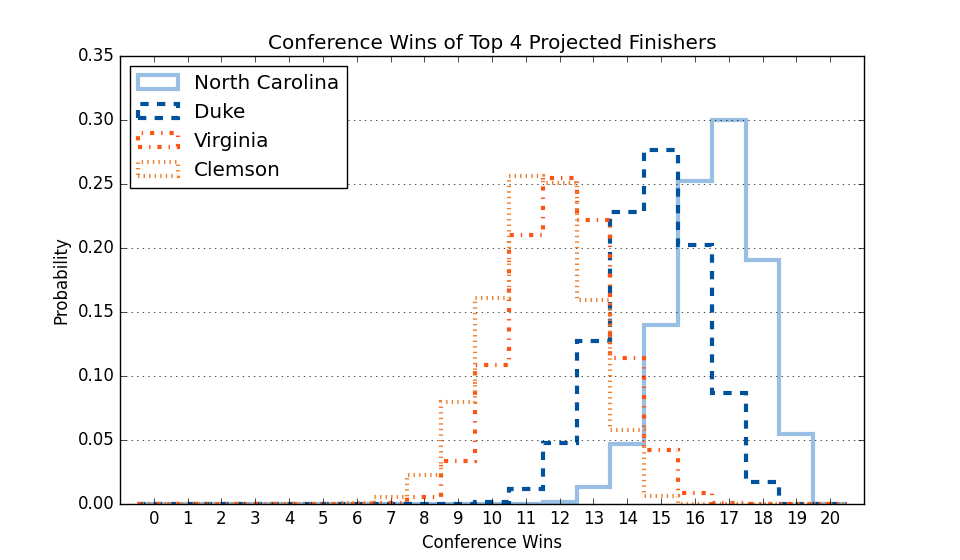 Conference Wins of Top 4 Projected Finishers
0.35
0.30
0.25
0.20
0.15
0.10
0.05
0.00
Probability
North Carolina
Duke
Virginia
Clemson
0 1 2 3 4 5 6 7 8 9 10 11 12 13 14 15 16 17 18 19 20
Conference Wins